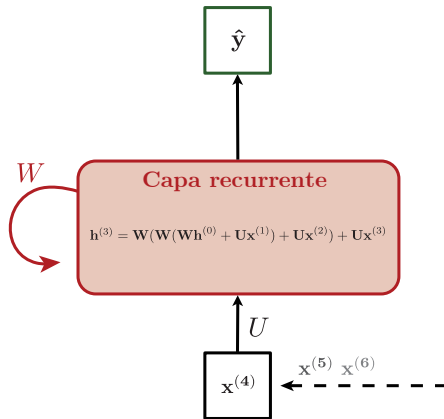 ŷ
W
Capa recurrente
h⁽³⁾ = W(W(Wh⁽⁰⁾ + Ux⁽¹⁾) + Ux⁽²⁾) + Ux⁽³⁾
U
x⁽⁵⁾ x⁽⁶⁾
x⁽⁴⁾